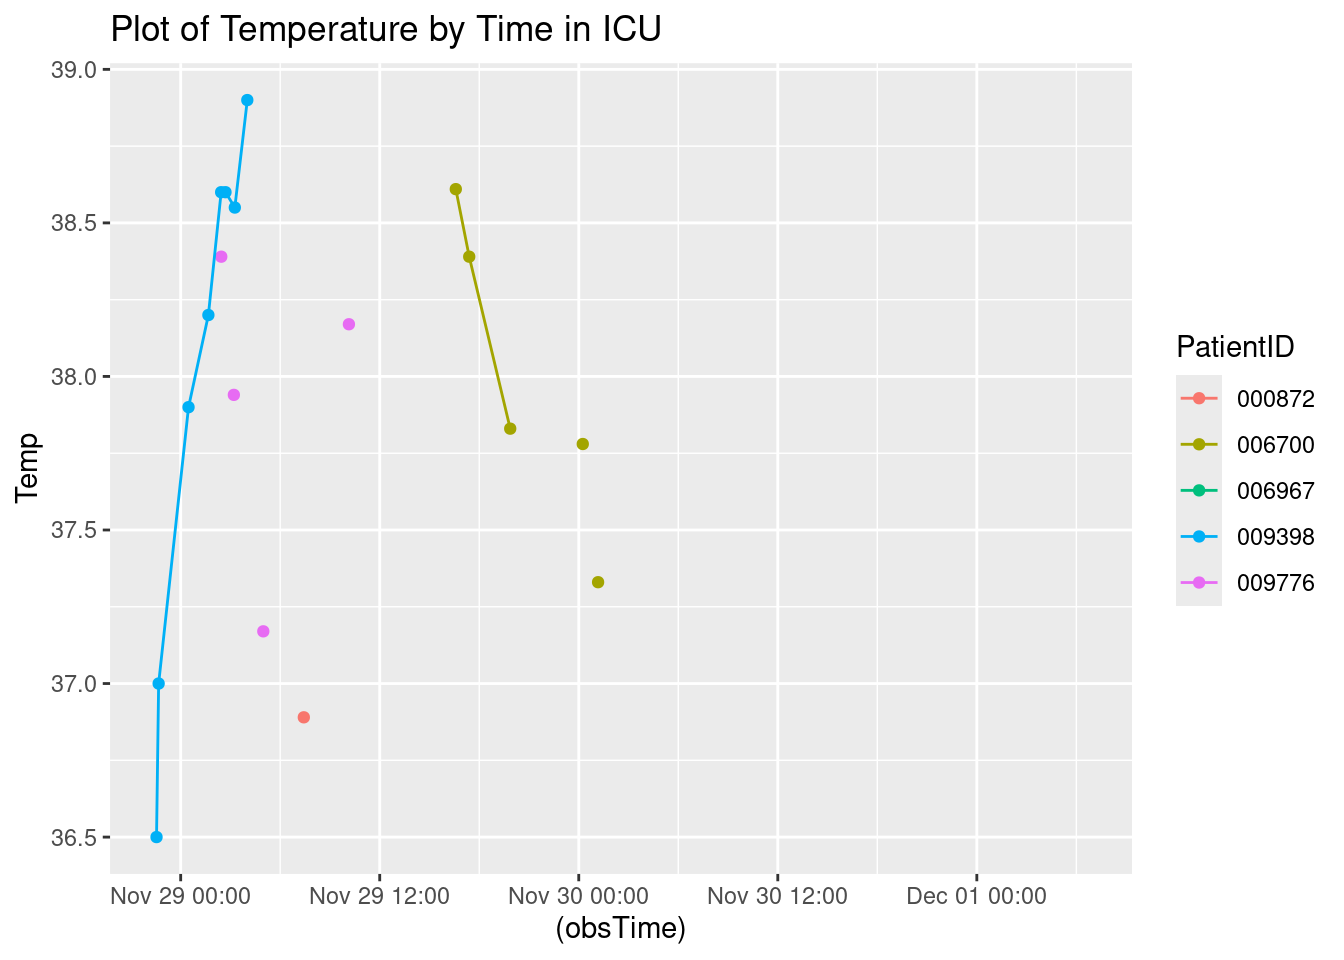 Plot of Temperature by Time in ICU
39.0
38.5
38.0
37.5
37.0
36.5
Temp
Nov 29 00:00 Nov 29 12:00 Nov 30 00:00 Nov 30 12:00 Dec 01 00:00
(obsTime)
PatientID
000872
006700
006967
009398
009776